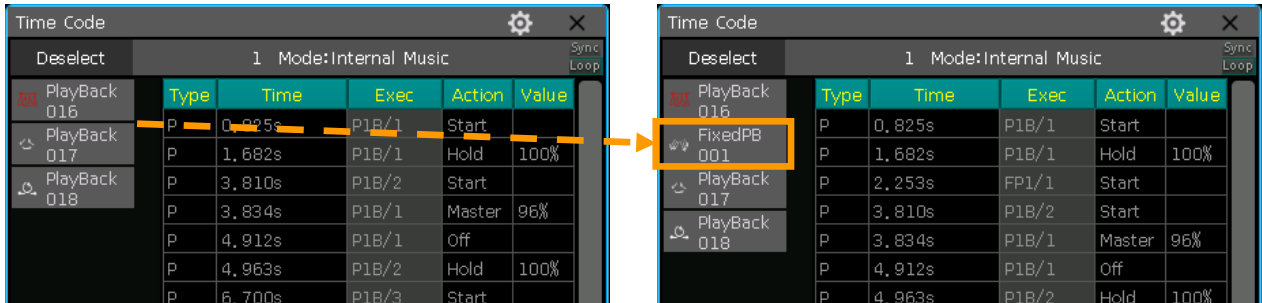 Time Code
Deselect 1 Mode:Internal Music Sync Loop
PlayBack
016
PlayBack
017
PlayBack
018
Type Time Exec Action Value
P 0.825s P1B/1 Start
P 1.682s P1B/1 Hold 100%
P 3.810s P1B/2 Start
P 3.834s P1B/1 Master 96%
P 4.912s P1B/1 Off
P 4.963s P1B/2 Hold 100%
P 6.700s P1B/3 Start
Time Code
Deselect 1 Mode:Internal Music Sync Loop
PlayBack
016
FixedPB
001
PlayBack
017
PlayBack
018
Type Time Exec Action Value
P 0.825s P1B/1 Start
P 1.682s P1B/1 Hold 100%
P 2.253s FP1/1 Start
P 3.810s P1B/2 Start
P 3.834s P1B/1 Master 96%
P 4.912s P1B/1 Off
P 4.963s P1B/2 Hold 100%